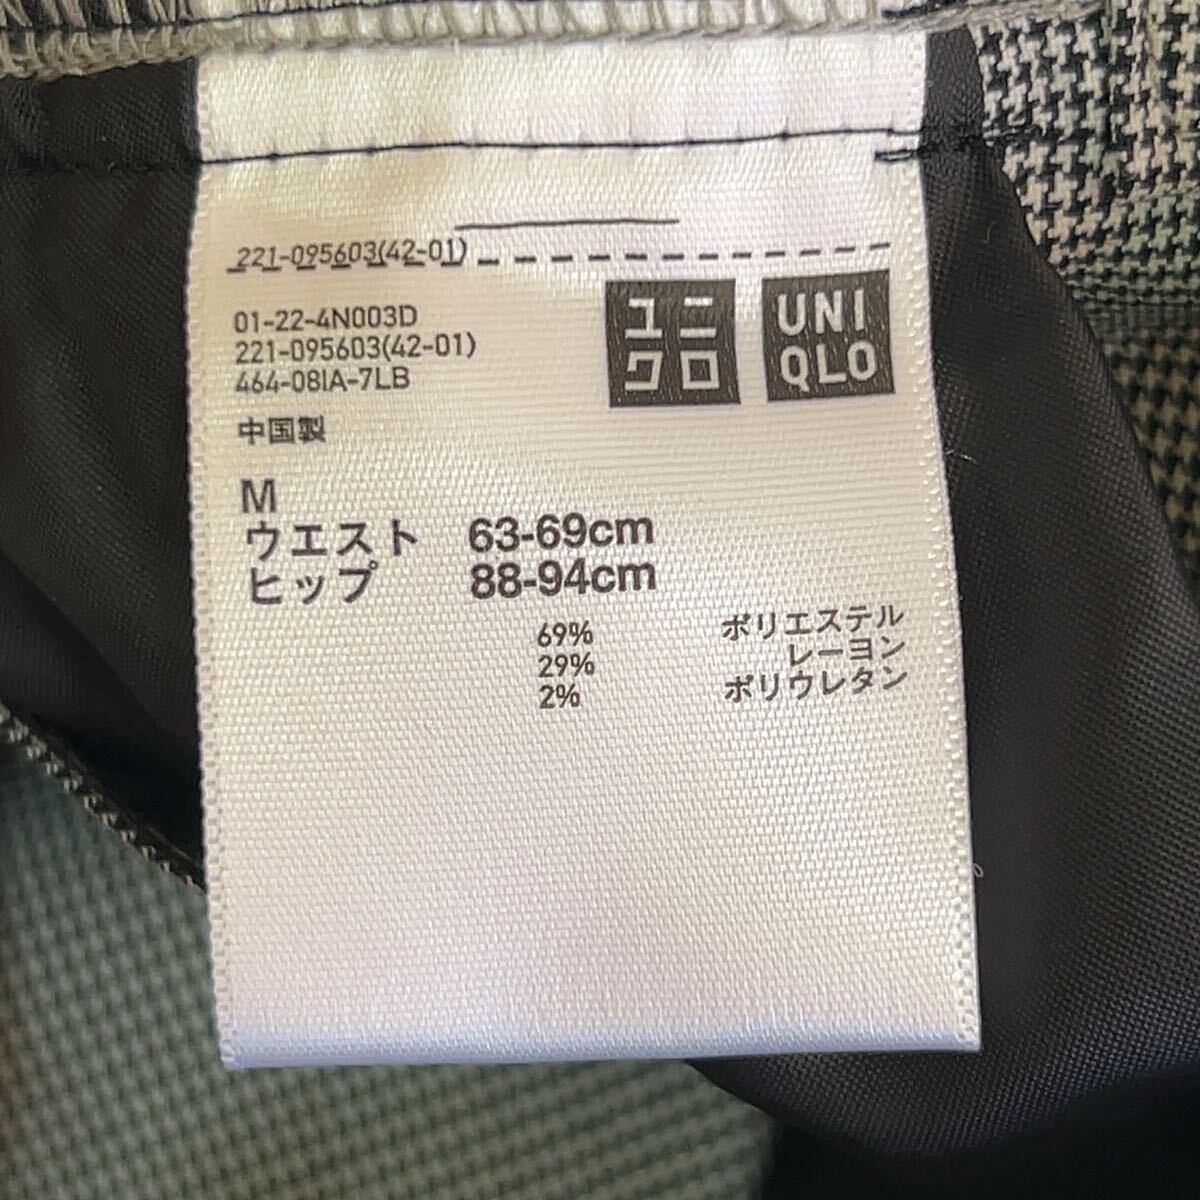 221-095603(42-01)
01-22-4N003D
221-095603(42-01)
464-08IA-7LB
ユニ
クロ
UNI
QLO
中国製
M
ウエスト 63-69cm
ヒップ 88-94cm
69% ポリエステル
29% レーヨン
2% ポリウレタン